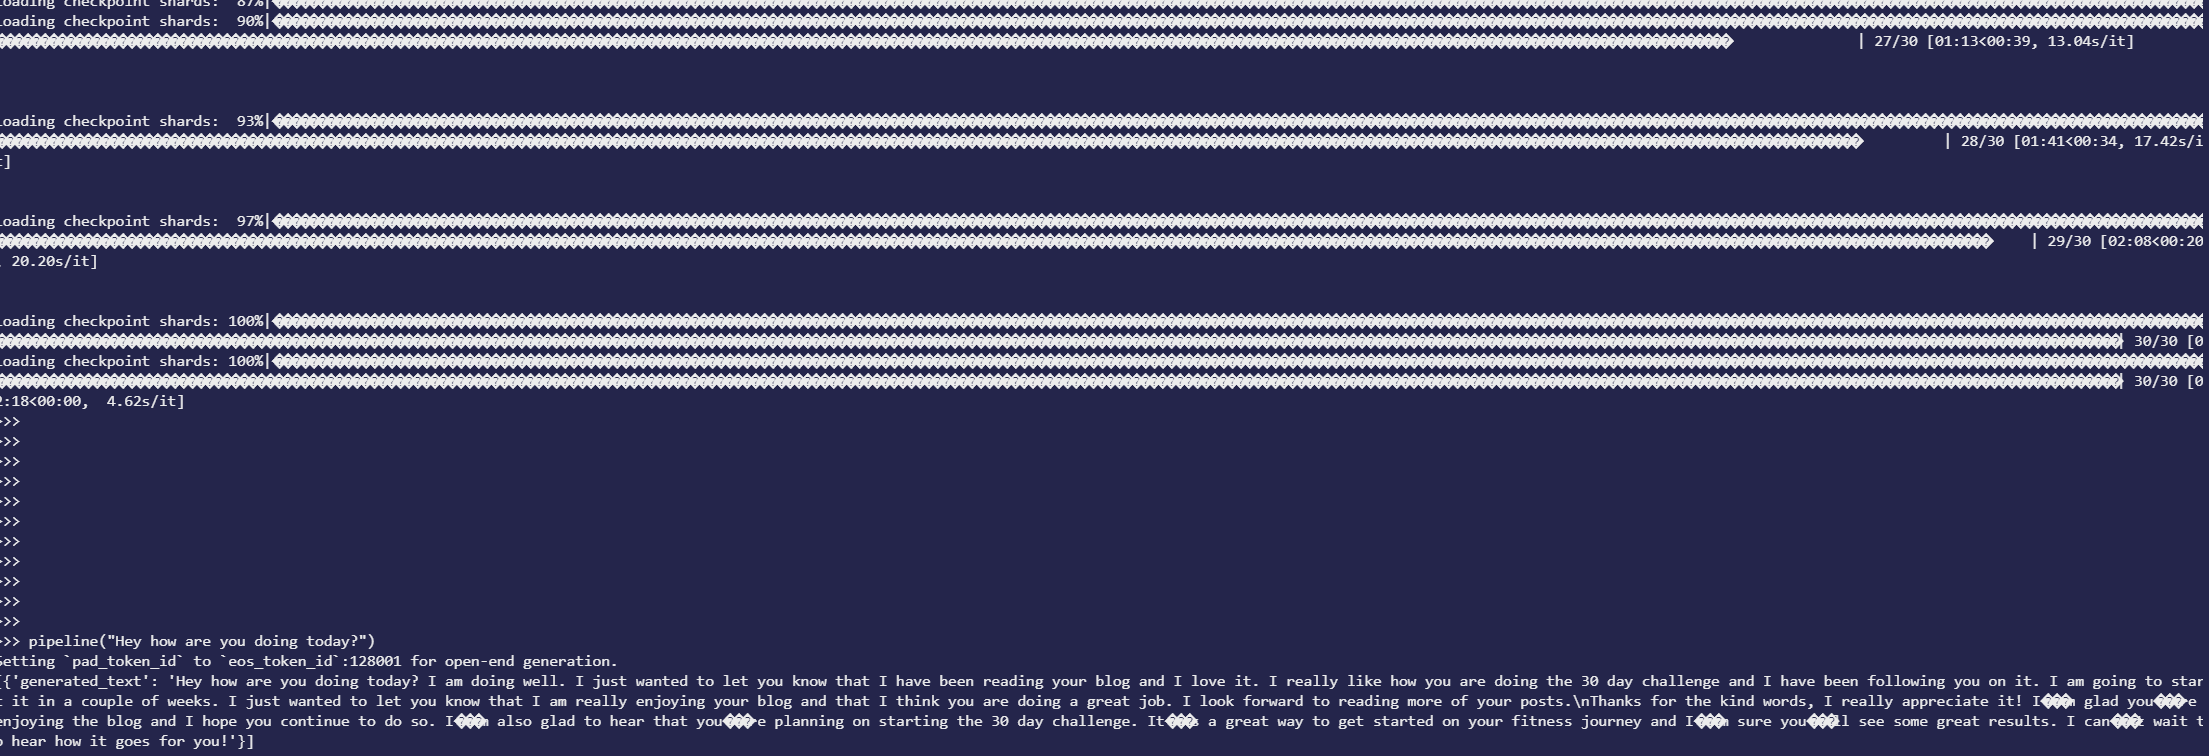 oading checkpoint shards:  87%|����������������
oading checkpoint shards:  90%|����������������
����������������| 27/30 [01:13<00:39, 13.04s/it]
oading checkpoint shards:  93%|����������������
����������������| 28/30 [01:41<00:34, 17.42s/i
t]
oading checkpoint shards:  97%|����������������
����������������| 29/30 [02:08<00:20
, 20.20s/it]
oading checkpoint shards: 100%|����������������
����������������| 30/30 [0
oading checkpoint shards: 100%|����������������
����������������| 30/30 [0
2:18<00:00,  4.62s/it]
>>>
>>>
>>>
>>>
>>>
>>>
>>>
>>>
>>>
>>>
>>>
>>> pipeline("Hey how are you doing today?")
Setting `pad_token_id` to `eos_token_id`:128001 for open-end generation.
[{'generated_text': 'Hey how are you doing today? I am doing well. I just wanted to let you know that I have been reading your blog and I love it. I really like how you are doing the 30 day challenge and I have been following you on it. I am going to star
t it in a couple of weeks. I just wanted to let you know that I am really enjoying your blog and that I think you are doing a great job. I look forward to reading more of your posts.\nThanks for the kind words, I really appreciate it! I���m glad you���re
enjoying the blog and I hope you continue to do so. I���m also glad to hear that you���re planning on starting the 30 day challenge. It���s a great way to get started on your fitness journey and I���m sure you���ll see some great results. I can���t wait t
o hear how it goes for you!'}]